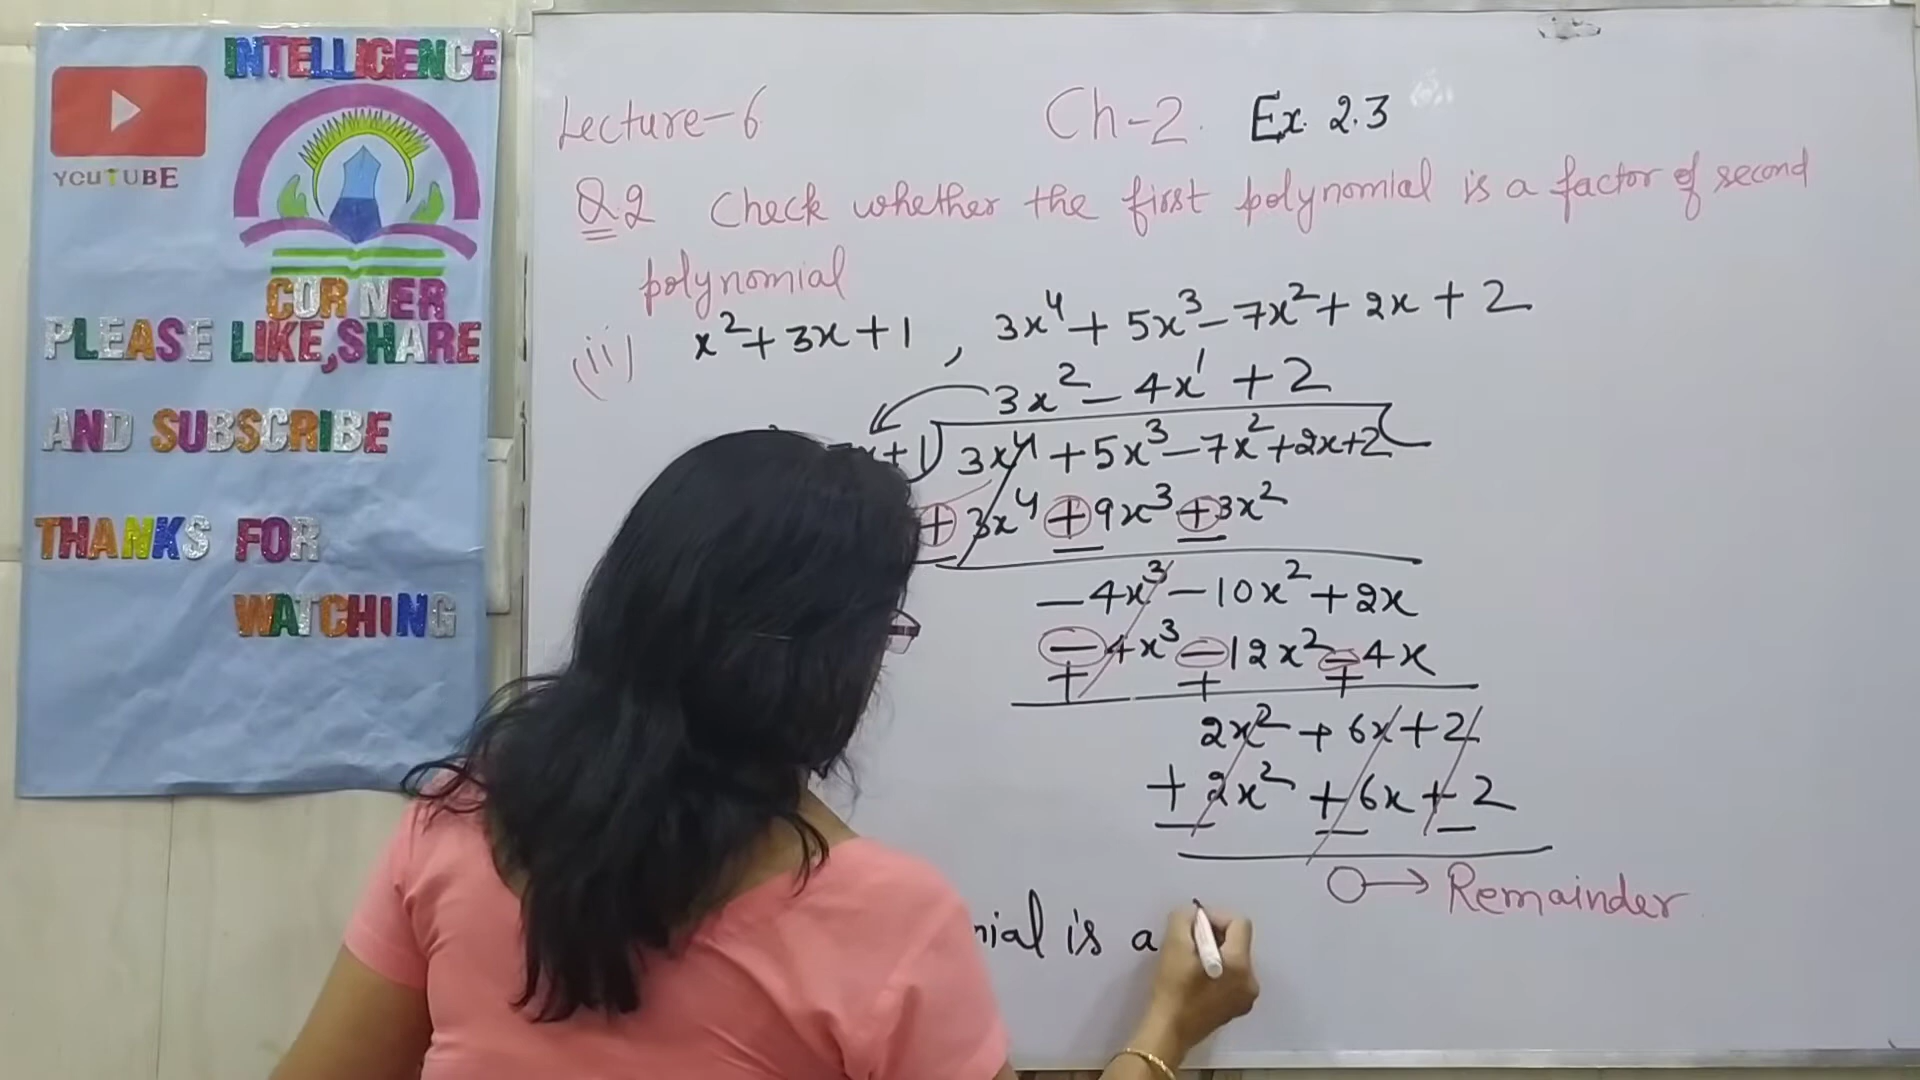 INTELLIGENCE
YOUTUBE
CORNER
PLEASE LIKE,SHARE
AND SUBSCRIBE
THANKS FOR
WATCHING
Lecture-6 Ch-2. Ex. 2.3
Q.2 Check whether the first polynomial is a factor of second
polynomial
(ii) x²+3x+1 , 3x⁴+5x³-7x²+2x+2
3x²-4x¹+2
x+1) 3x⁴+5x³-7x²+2x+2
+3x⁴+9x³+3x²
- - -
-4x³-10x²+2x
-4x³-12x²-4x
+ + +
2x²+6x+2
+2x²+6x+2
- - -
0→ Remainder
nial is a